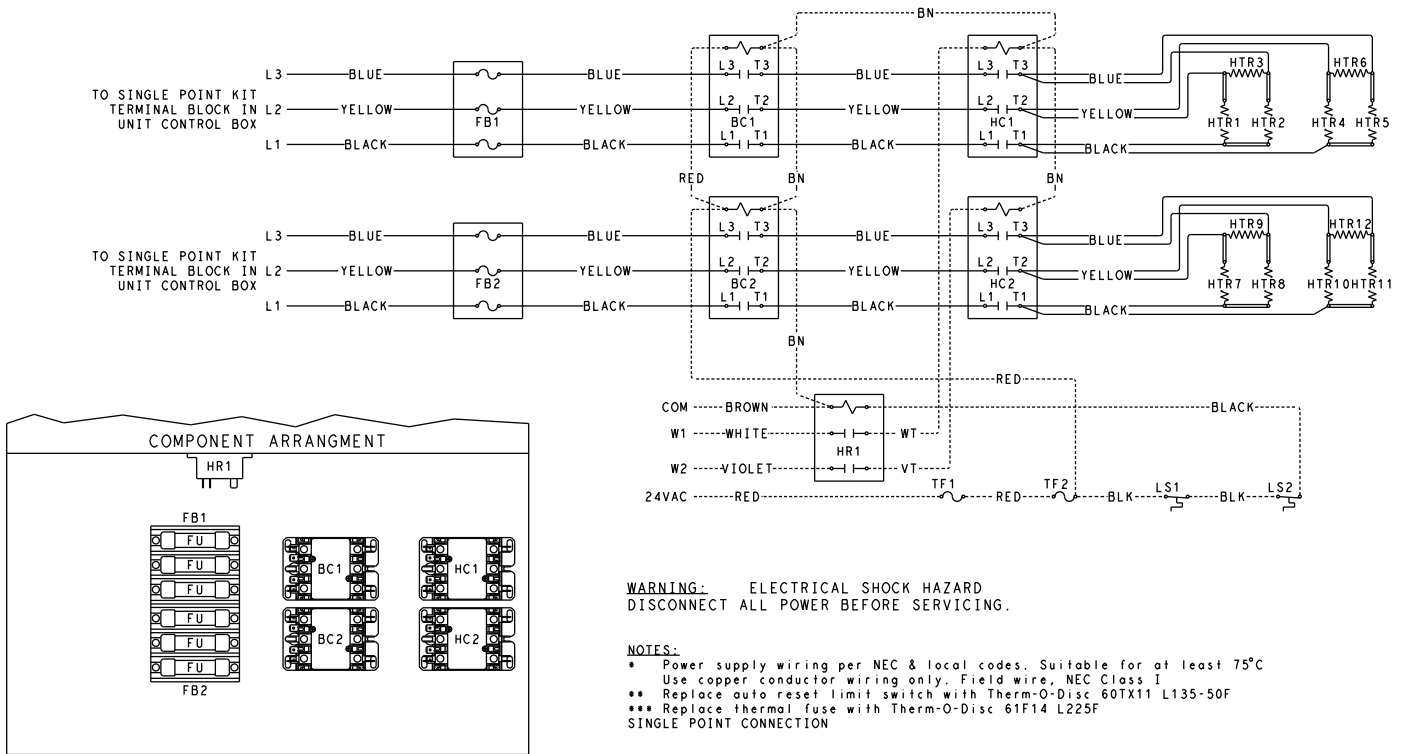 BN
L3 BLUE BLUE L3 T3 BLUE L3 T3 BLUE HTR3 HTR6
TO SINGLE POINT KIT
TERMINAL BLOCK IN L2 YELLOW FB1 YELLOW L2 T2 BC1 YELLOW L2 T2 HC1 YELLOW HTR1 HTR2 HTR4 HTR5
UNIT CONTROL BOX
L1 BLACK BLACK L1 T1 BLACK L1 T1 BLACK
RED BN BN
L3 BLUE BLUE L3 T3 BLUE L3 T3 BLUE HTR9 HTR12
TO SINGLE POINT KIT
TERMINAL BLOCK IN L2 YELLOW FB2 YELLOW L2 T2 BC2 YELLOW L2 T2 HC2 YELLOW HTR7 HTR8 HTR10 HTR11
UNIT CONTROL BOX
L1 BLACK BLACK L1 T1 BLACK L1 T1 BLACK
BN
RED
COM BROWN BLACK
W1 WHITE WT
HR1
W2 VIOLET VT
24VAC RED TF1 RED TF2 BLK LS1 BLK LS2
COMPONENT ARRANGMENT
HR1
FB1
FU
FU
FU
FU
FU
FU
FB2
BC1 HC1
BC2 HC2
WARNING: ELECTRICAL SHOCK HAZARD
DISCONNECT ALL POWER BEFORE SERVICING.
NOTES:
* Power supply wiring per NEC & local codes. Suitable for at least 75°C
Use copper conductor wiring only. Field wire, NEC Class I
** Replace auto reset limit switch with Therm-O-Disc 60TX11 L135-50F
*** Replace thermal fuse with Therm-O-Disc 61F14 L225F
SINGLE POINT CONNECTION